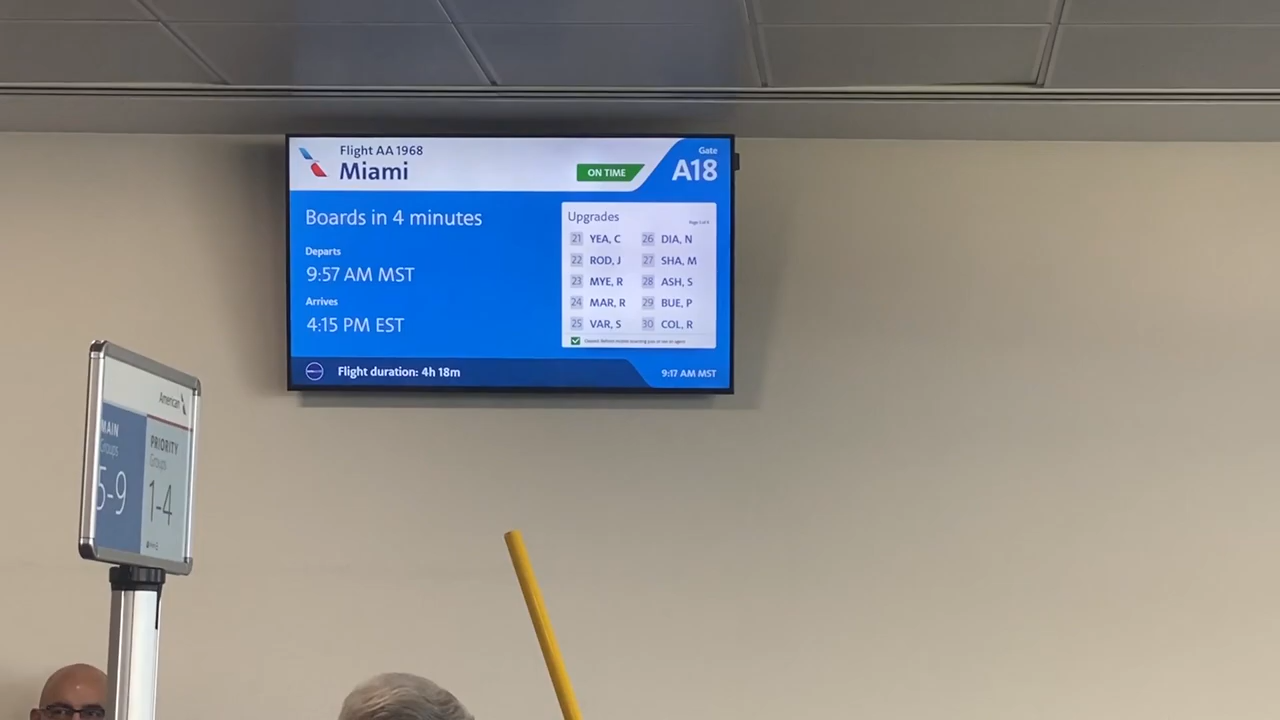 Flight AA 1968
Miami
ON TIME
Gate
A18
Boards in 4 minutes
Departs
9:57 AM MST
Arrives
4:15 PM EST
Upgrades
21 YEA, C
22 ROD, J
23 MYE, R
24 MAR, R
25 VAR, S
26 DIA, N
27 SHA, M
28 ASH, S
29 BUE, P
30 COL, R
Flight duration: 4h 18m
9:17 AM MST
American
MAIN
Groups
5-9
PRIORITY
Groups
1-4